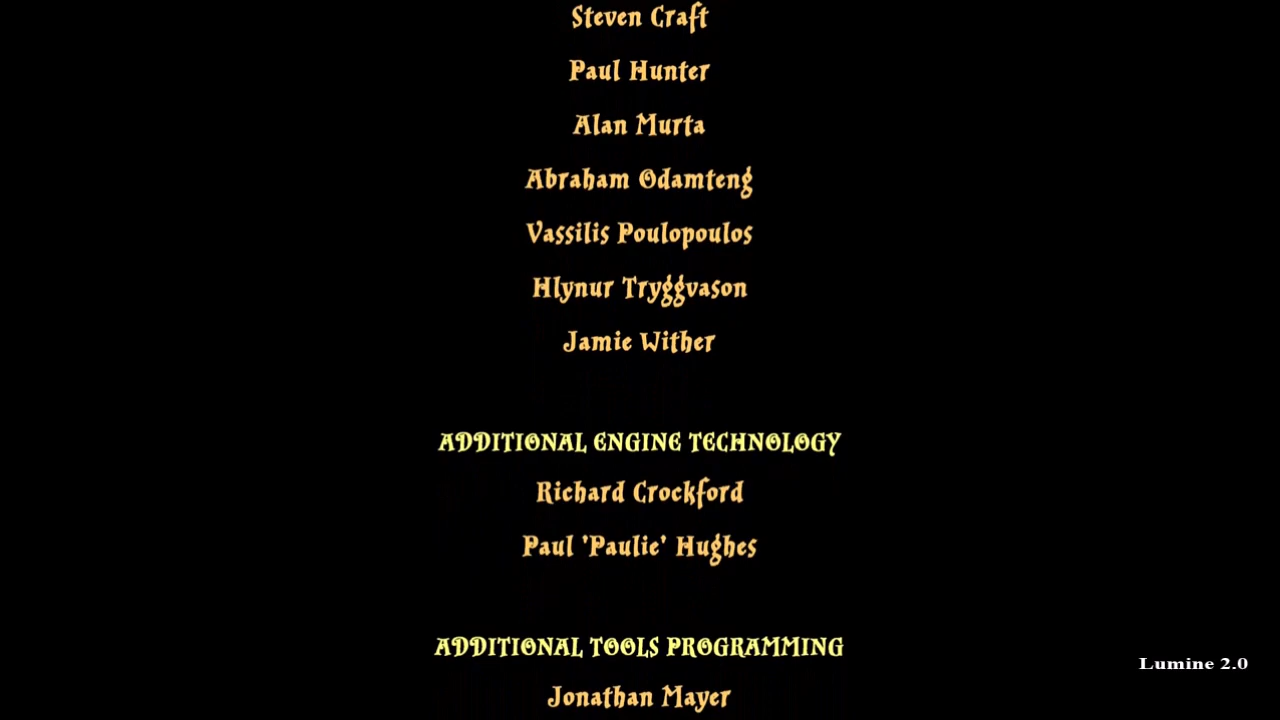 Steven Craft
Paul Hunter
Alan Murta
Abraham Odamteng
Vassilis Poulopoulos
Hlynur Tryggvason
Jamie Wither
ADDITIONAL ENGINE TECHNOLOGY
Richard Crockford
Paul 'Paulie' Hughes
ADDITIONAL TOOLS PROGRAMMING
Lumine 2.0
Jonathan Mayer